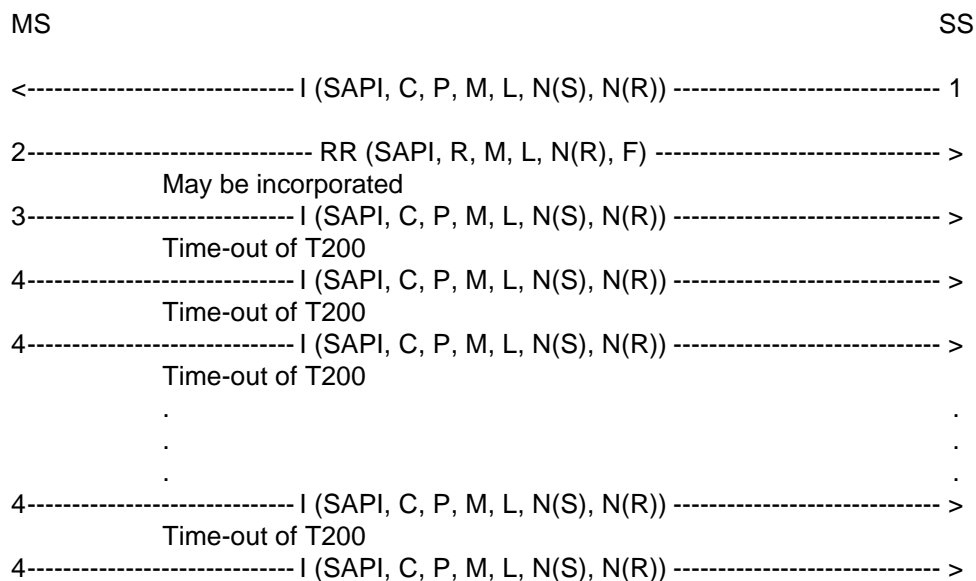 MS SS
<------------------------------ I (SAPI, C, P, M, L, N(S), N(R)) ------------------------------ 1
2-------------------------------- RR (SAPI, R, M, L, N(R), F) -------------------------------- >
May be incorporated
3------------------------------ I (SAPI, C, P, M, L, N(S), N(R)) ------------------------------ >
Time-out of T200
4------------------------------ I (SAPI, C, P, M, L, N(S), N(R)) ------------------------------ >
Time-out of T200
4------------------------------ I (SAPI, C, P, M, L, N(S), N(R)) ------------------------------ >
Time-out of T200
. .
. .
. .
4------------------------------ I (SAPI, C, P, M, L, N(S), N(R)) ------------------------------ >
Time-out of T200
4------------------------------ I (SAPI, C, P, M, L, N(S), N(R)) ------------------------------ >